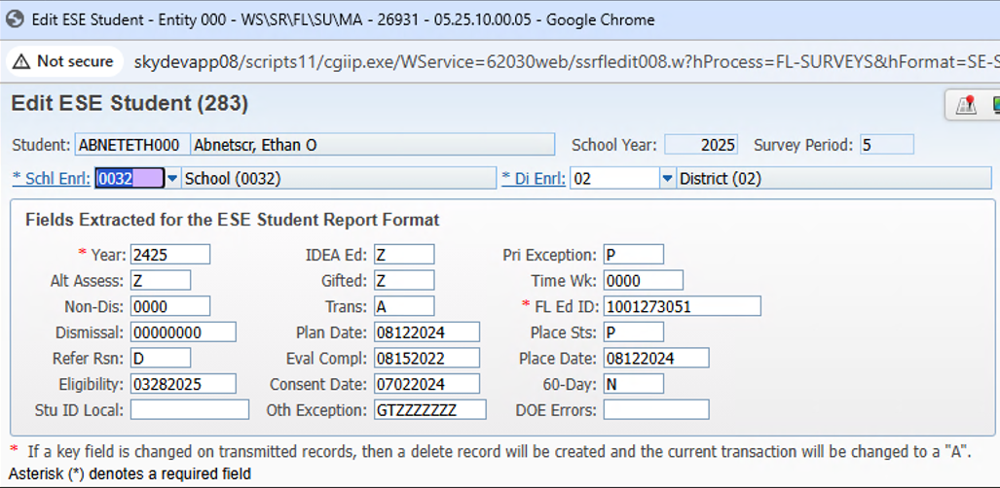 Edit ESE Student - Entity 000 - WS\SR\FL\SU\MA - 26931 - 05.25.10.00.05 - Google Chrome
Not secure skydevapp08/scripts11/cgiip.exe/WService=62030web/ssrfledit008.w?hProcess=FL-SURVEYS&hFormat=SE-S
Edit ESE Student (283)
Student: ABNETETH000 Abnetscr, Ethan O School Year: 2025 Survey Period: 5
* Schl Enrl: 0032 School (0032) * Di Enrl: 02 District (02)
Fields Extracted for the ESE Student Report Format
* Year: 2425 IDEA Ed: Z Pri Exception: P
Alt Assess: Z Gifted: Z Time Wk: 0000
Non-Dis: 0000 Trans: A * FL Ed ID: 1001273051
Dismissal: 00000000 Plan Date: 08122024 Place Sts: P
Refer Rsn: D Eval Compl: 08152022 Place Date: 08122024
Eligibility: 03282025 Consent Date: 07022024 60-Day: N
Stu ID Local: Oth Exception: GTZZZZZZZ DOE Errors:
* If a key field is changed on transmitted records, then a delete record will be created and the current transaction will be changed to a "A".
Asterisk (*) denotes a required field